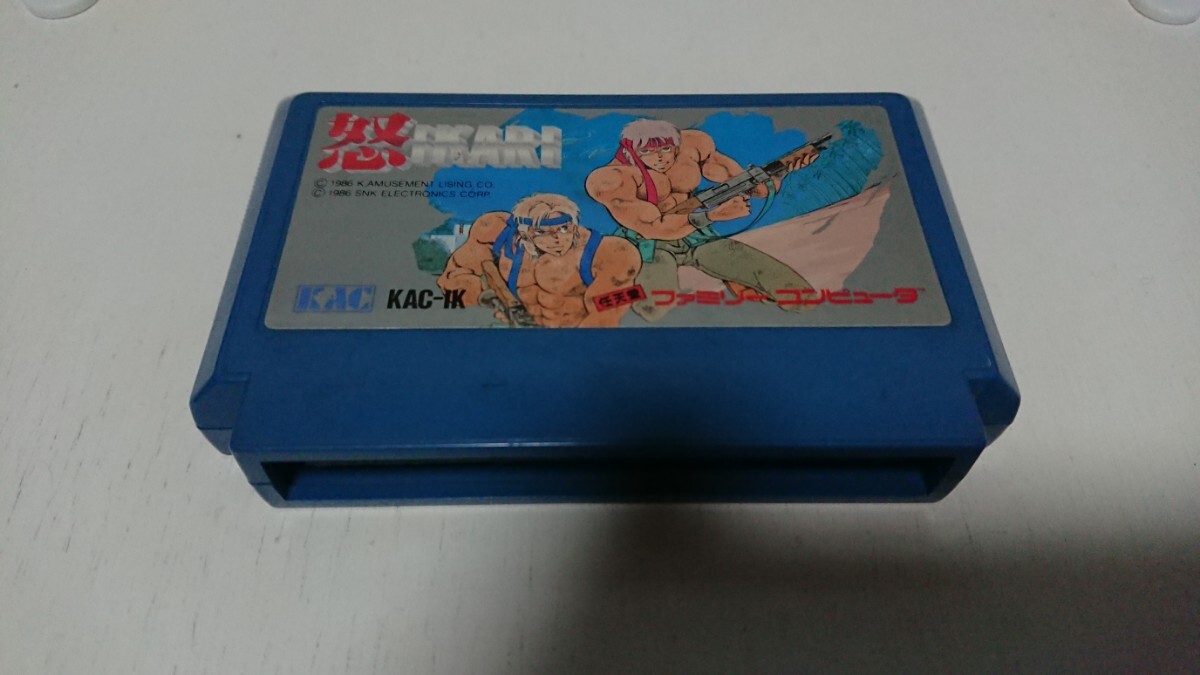 怒 IKARI
© 1986 K.AMUSEMENT LISING, CO.
© 1986 SNK ELECTRONICS CORP.
KAC KAC-IK
任天堂 ファミリーコンピュータ